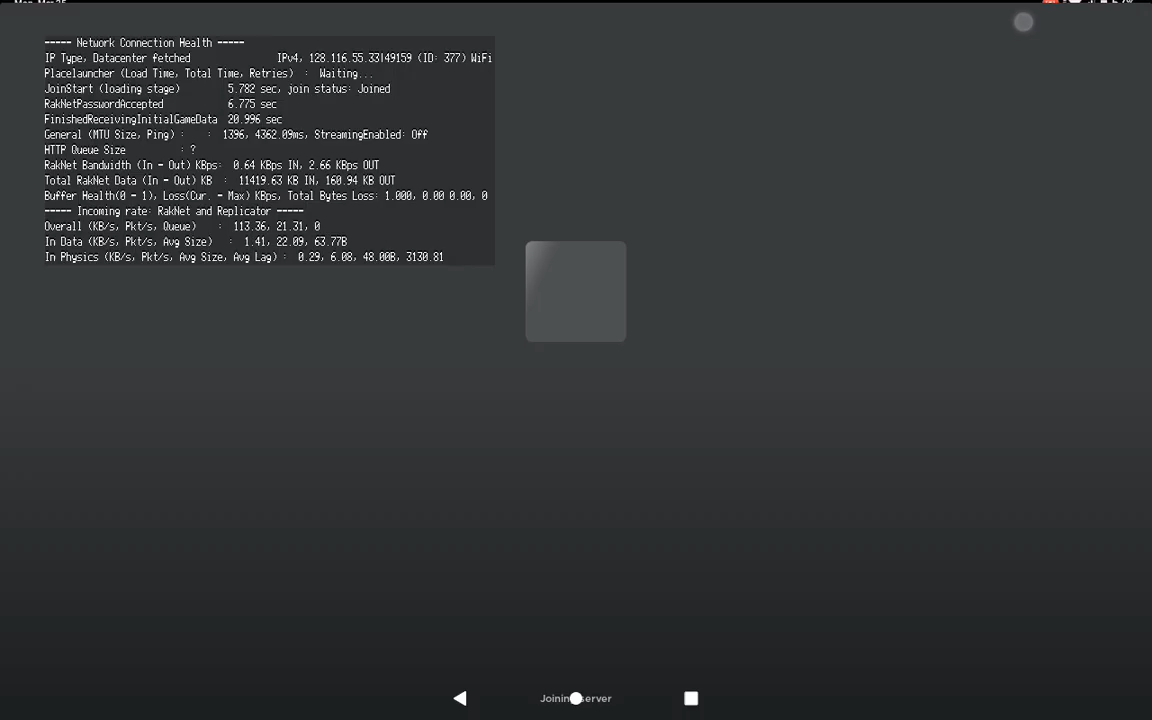 ----- Network Connection Health -----
IP Type, Datacenter fetched IPv4, 128.116.55.33|49159 (ID: 377) WiFi
Placelauncher (Load Time, Total Time, Retries) : Waiting...
JoinStart (loading stage) 5.782 sec, join status: Joined
RakNetPasswordAccepted 6.775 sec
FinishedReceivingInitialGameData 20.996 sec
General (MTU Size, Ping) : : 1396, 4362.09ms, StreamingEnabled: Off
HTTP Queue Size : ?
RakNet Bandwidth (In - Out) KBps: 0.64 KBps IN, 2.66 KBps OUT
Total RakNet Data (In - Out) KB : 11419.63 KB IN, 160.94 KB OUT
Buffer Health(0 - 1), Loss(Cur. - Max) KBps, Total Bytes Loss: 1.000, 0.00 0.00, 0
----- Incoming rate: RakNet and Replicator -----
Overall (KB/s, Pkt/s, Queue) : 113.36, 21.31, 0
In Data (KB/s, Pkt/s, Avg Size) : 1.41, 22.09, 63.77B
In Physics (KB/s, Pkt/s, Avg Size, Avg Lag) : 0.29, 6.08, 48.00B, 3130.81
Joining server